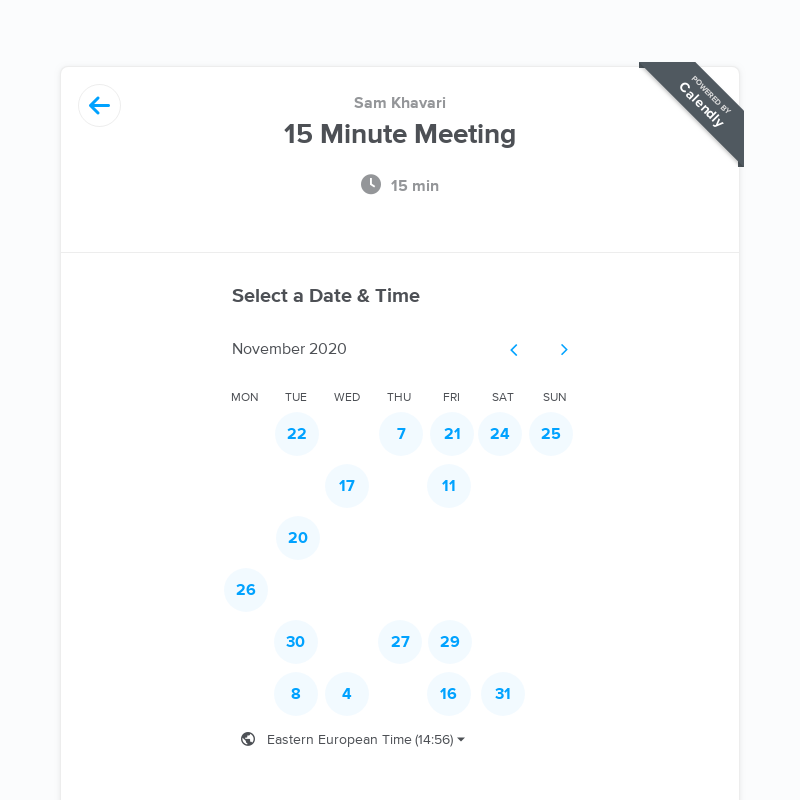 POWERED BY
Calendly
Sam Khavari
15 Minute Meeting
15 min
Select a Date & Time
November 2020
MON TUE WED THU FRI SAT SUN
22 7 21 24 25
17 11
20
26
30 27 29
8 4 16 31
Eastern European Time (14:56)